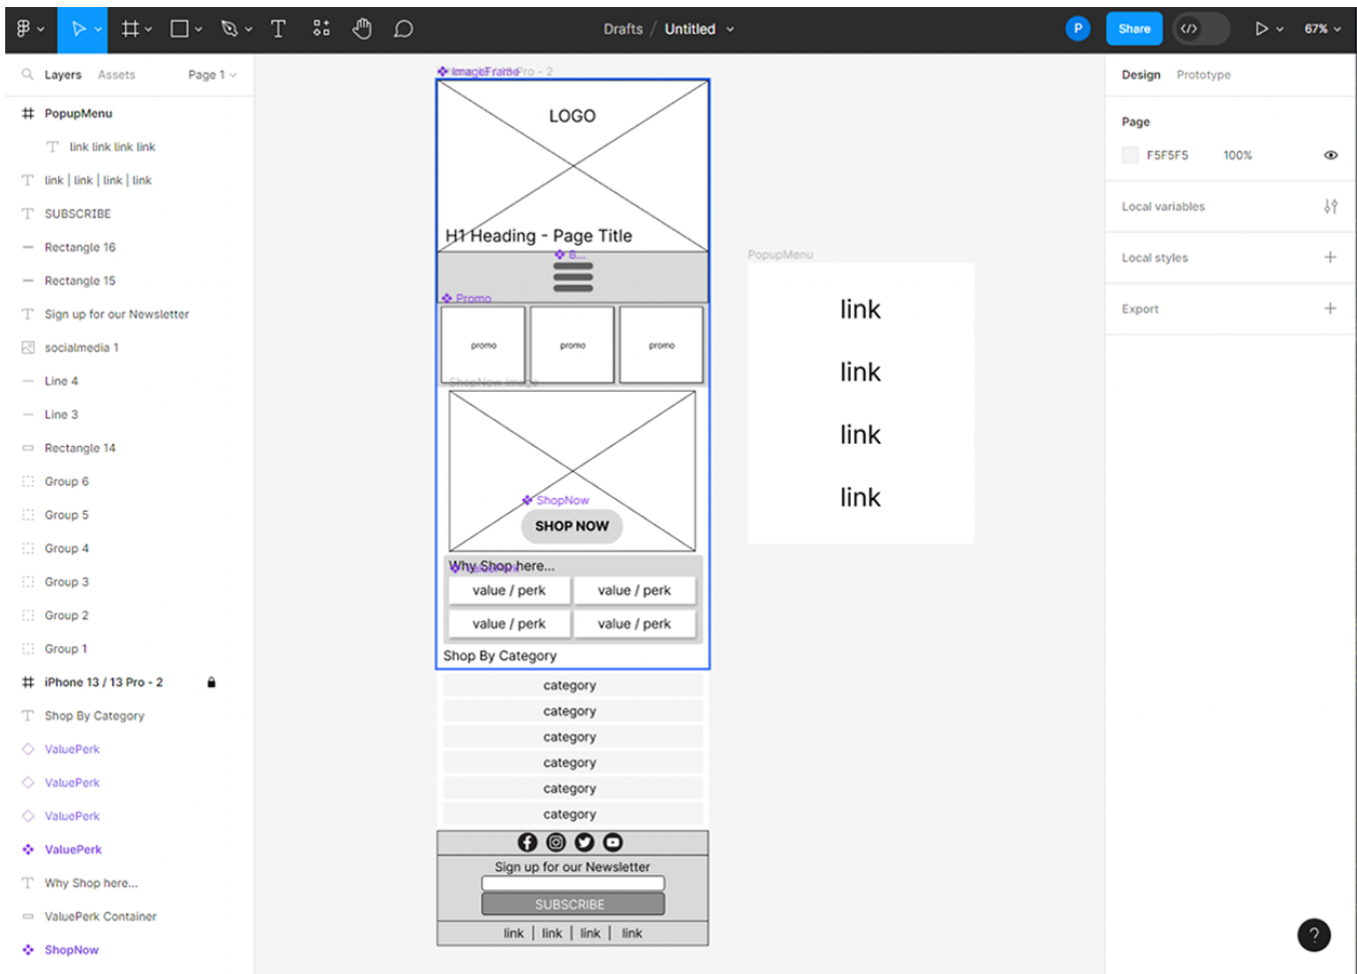 Drafts / Untitled
P
Share
</>
67%
Layers Assets Page 1
PopupMenu
link link link link
link | link | link | link
SUBSCRIBE
Rectangle 16
Rectangle 15
Sign up for our Newsletter
socialmedia 1
Line 4
Line 3
Rectangle 14
Group 6
Group 5
Group 4
Group 3
Group 2
Group 1
iPhone 13 / 13 Pro - 2
Shop By Category
ValuePerk
ValuePerk
ValuePerk
ValuePerk
Why Shop here...
ValuePerk Container
ShopNow
ImageFrame
Pro - 2
LOGO
H1 Heading - Page Title
B...
Promo
promo promo promo
ShopNow image
ShopNow
SHOP NOW
Why Shop here...
ValuePerk
value / perk value / perk
value / perk value / perk
Shop By Category
category
category
category
category
category
category
Sign up for our Newsletter
SUBSCRIBE
link | link | link | link
PopupMenu
link
link
link
link
Design Prototype
Page
F5F5F5 100%
Local variables
Local styles
Export
?